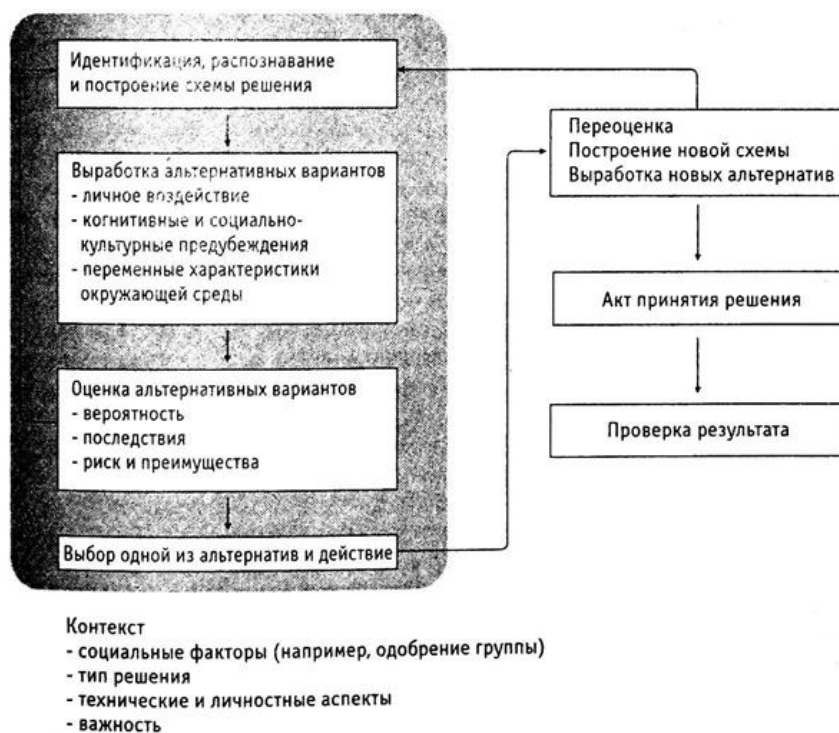 Идентификация, распознавание
и построение схемы решения
Выработка альтернативных вариантов
- личное воздействие
- когнитивные и социально-
культурные предубеждения
- переменные характеристики
окружающей среды
Оценка альтернативных вариантов
- вероятность
- последствия
- риск и преимущества
Выбор одной из альтернатив и действие
Переоценка
Построение новой схемы
Выработка новых альтернатив
Акт принятия решения
Проверка результата
Контекст
- социальные факторы (например, одобрение группы)
- тип решения
- технические и личностные аспекты
- важность